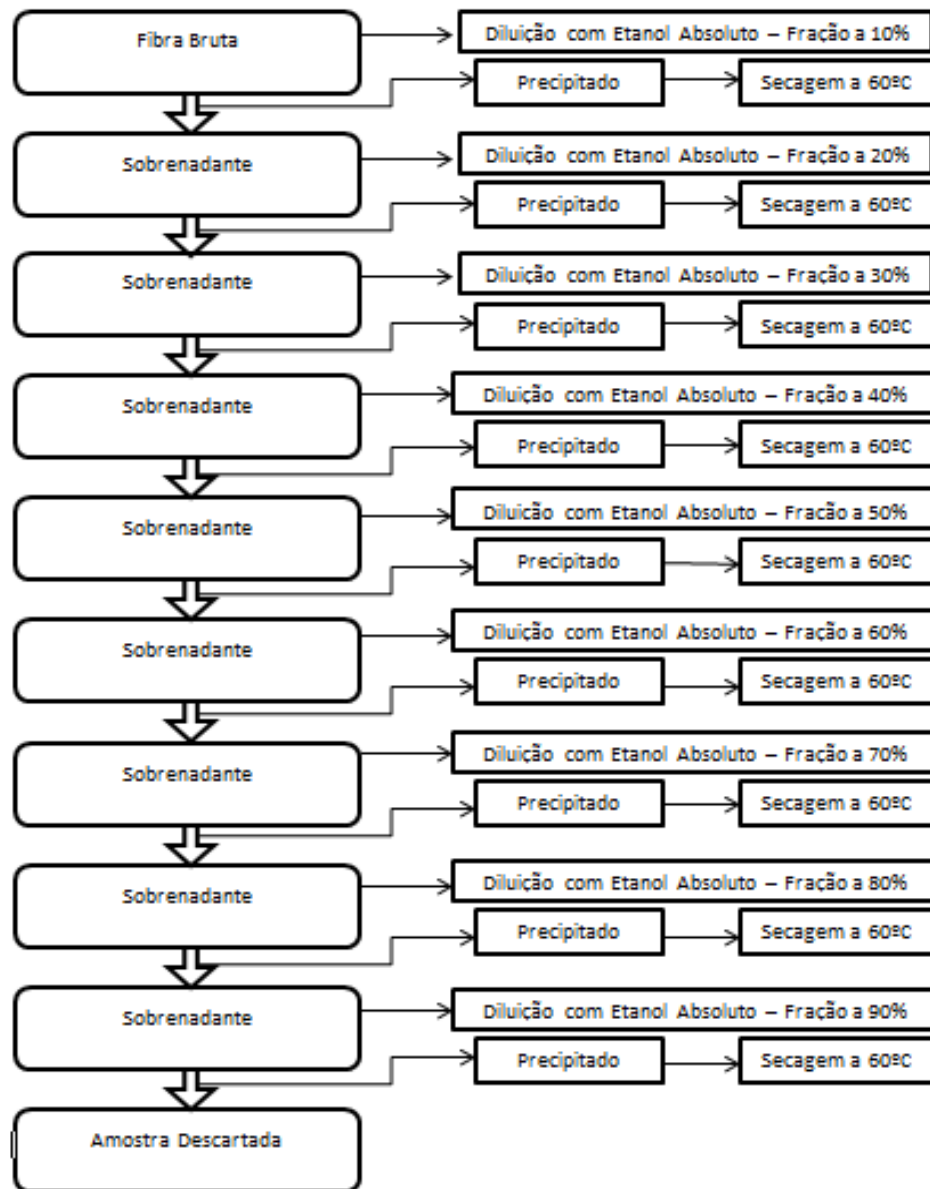 Fibra Bruta
Diluição com Etanol Absoluto – Fração a 10%
Precipitado
Secagem a 60ºC
Sobrenadante
Diluição com Etanol Absoluto – Fração a 20%
Precipitado
Secagem a 60ºC
Sobrenadante
Diluição com Etanol Absoluto – Fração a 30%
Precipitado
Secagem a 60ºC
Sobrenadante
Diluição com Etanol Absoluto – Fração a 40%
Precipitado
Secagem a 60ºC
Sobrenadante
Diluicão com Etanol Absoluto – Fracão a 50%
Precipitado
Secagem a 60ºC
Sobrenadante
Diluição com Etanol Absoluto – Fração a 60%
Precipitado
Secagem a 60ºC
Sobrenadante
Diluição com Etanol Absoluto – Fração a 70%
Precipitado
Secagem a 60ºC
Sobrenadante
Diluição com Etanol Absoluto – Fração a 80%
Precipitado
Secagem a 60ºC
Sobrenadante
Diluição com Etanol Absoluto – Fração a 90%
Precipitado
Secagem a 60ºC
Amostra Descartada